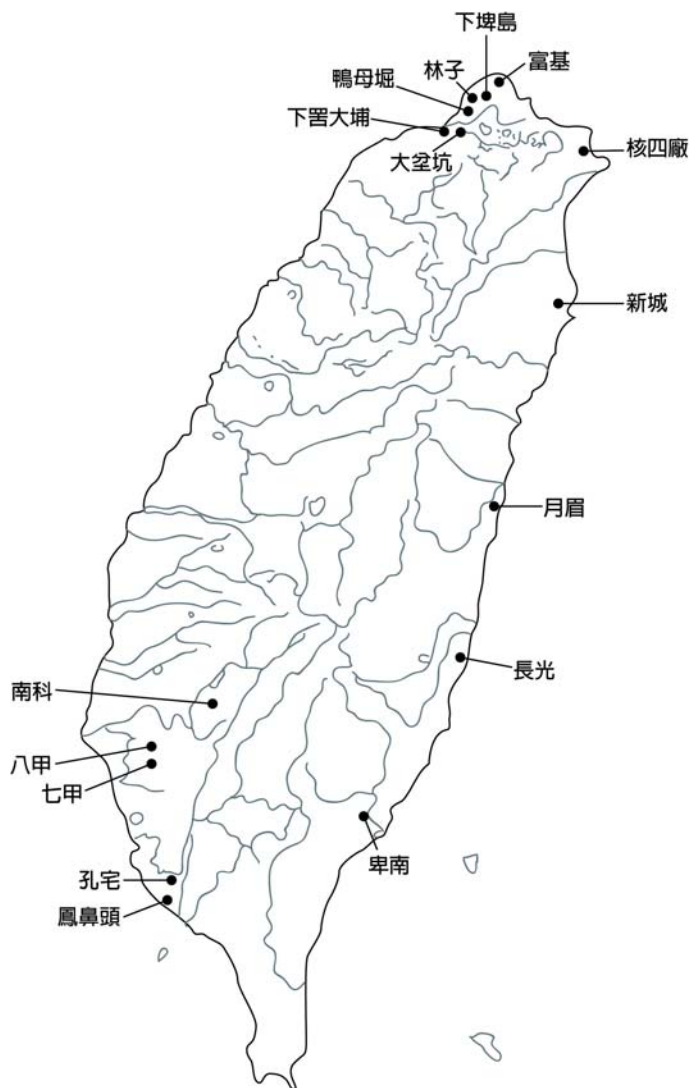 下埤島
富基
林子
鴨母堀
下罟大埔
大坌坑
核四廠
新城
月眉
長光
南科
八甲
七甲
卑南
孔宅
鳳鼻頭